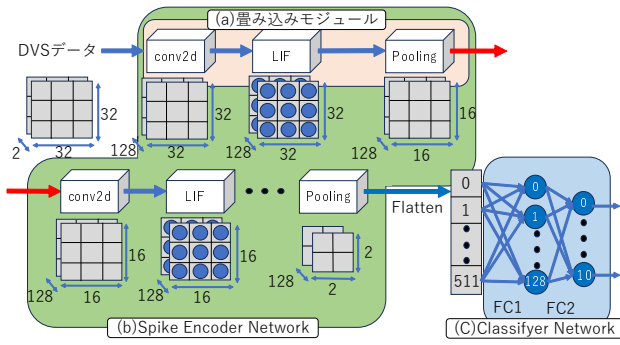 (a)畳み込みモジュール
DVSデータ
conv2d
LIF
Pooling
32
2
32
32
128
32
32
128
32
16
128
16
conv2d
LIF
Pooling
Flatten
16
128
16
16
128
16
2
128
2
0
1
511
0
1
128
0
10
FC1
FC2
(b)Spike Encoder Network
(C)Classifyer Network